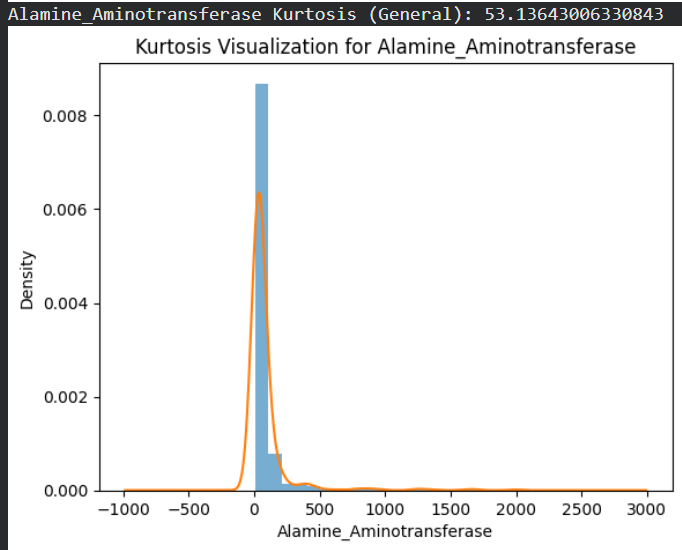 Alamine_Aminotransferase Kurtosis (General): 53.13643006330843
Kurtosis Visualization for Alamine_Aminotransferase
0.008
0.006
Density
0.004
0.002
0.000
−1000 −500 0 500 1000 1500 2000 2500 3000
Alamine_Aminotransferase